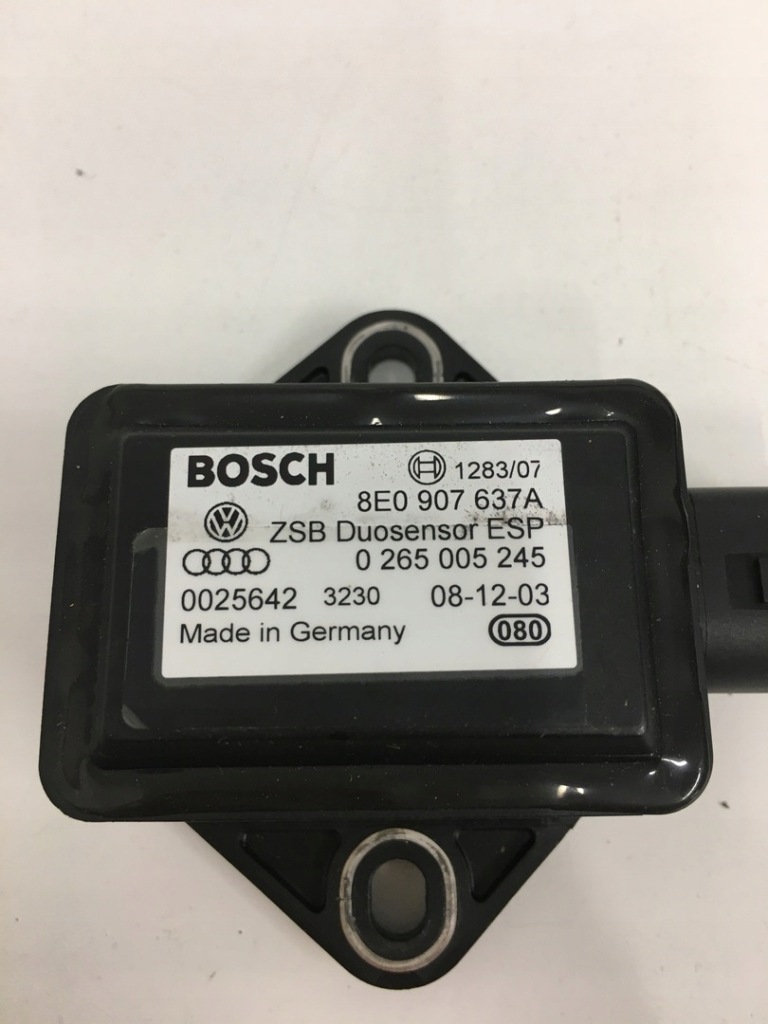 BOSCH 1283/07
8E0 907 637A
ZSB Duosensor ESP
0 265 005 245
0025642 3230 08-12-03
Made in Germany 080